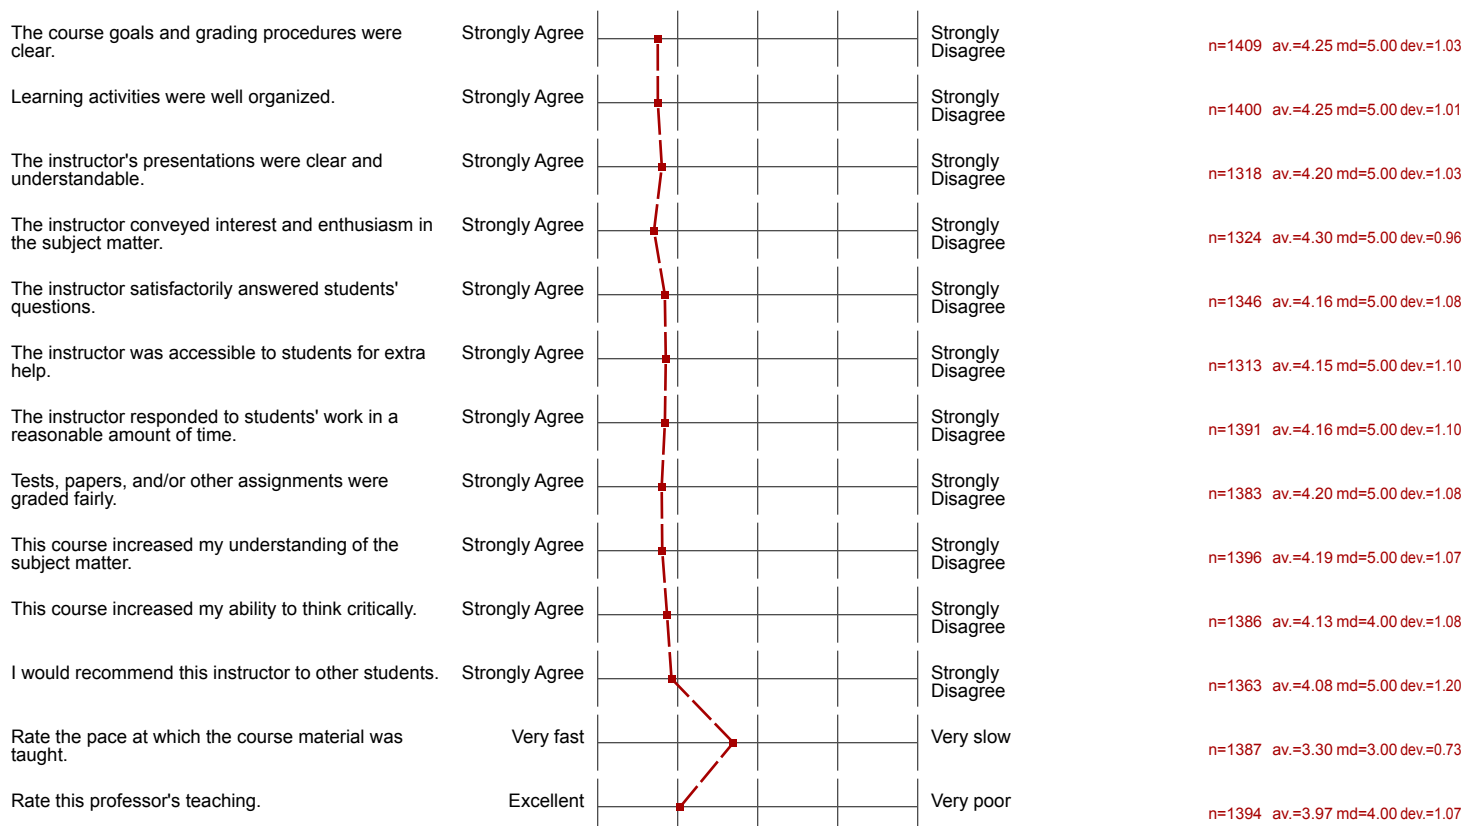 The course goals and grading procedures were
clear.
Strongly Agree
Strongly
Disagree
n=1409 av.=4.25 md=5.00 dev.=1.03
Learning activities were well organized.
Strongly Agree
Strongly
Disagree
n=1400 av.=4.25 md=5.00 dev.=1.01
The instructor's presentations were clear and
understandable.
Strongly Agree
Strongly
Disagree
n=1318 av.=4.20 md=5.00 dev.=1.03
The instructor conveyed interest and enthusiasm in
the subject matter.
Strongly Agree
Strongly
Disagree
n=1324 av.=4.30 md=5.00 dev.=0.96
The instructor satisfactorily answered students'
questions.
Strongly Agree
Strongly
Disagree
n=1346 av.=4.16 md=5.00 dev.=1.08
The instructor was accessible to students for extra
help.
Strongly Agree
Strongly
Disagree
n=1313 av.=4.15 md=5.00 dev.=1.10
The instructor responded to students' work in a
reasonable amount of time.
Strongly Agree
Strongly
Disagree
n=1391 av.=4.16 md=5.00 dev.=1.10
Tests, papers, and/or other assignments were
graded fairly.
Strongly Agree
Strongly
Disagree
n=1383 av.=4.20 md=5.00 dev.=1.08
This course increased my understanding of the
subject matter.
Strongly Agree
Strongly
Disagree
n=1396 av.=4.19 md=5.00 dev.=1.07
This course increased my ability to think critically.
Strongly Agree
Strongly
Disagree
n=1386 av.=4.13 md=4.00 dev.=1.08
I would recommend this instructor to other students.
Strongly Agree
Strongly
Disagree
n=1363 av.=4.08 md=5.00 dev.=1.20
Rate the pace at which the course material was
taught.
Very fast
Very slow
n=1387 av.=3.30 md=3.00 dev.=0.73
Rate this professor's teaching.
Excellent
Very poor
n=1394 av.=3.97 md=4.00 dev.=1.07